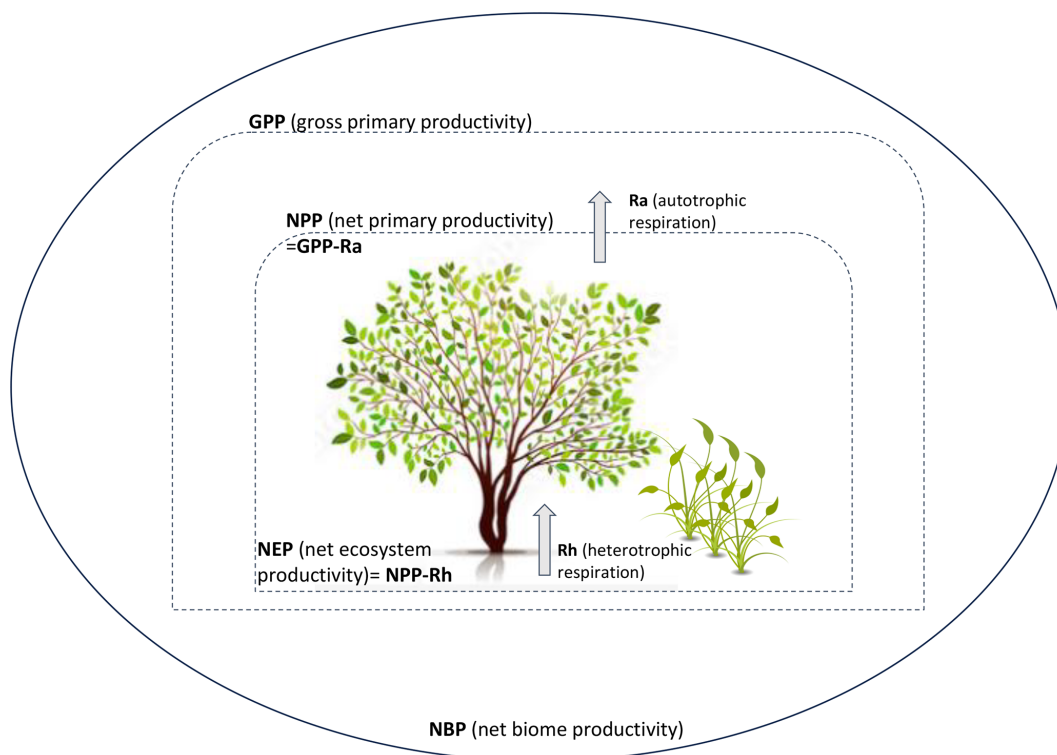 GPP (gross primary productivity)
Ra (autotrophic
respiration)
NPP (net primary productivity)
=GPP-Ra
NEP (net ecosystem
productivity)= NPP-Rh
Rh (heterotrophic
respiration)
NBP (net biome productivity)